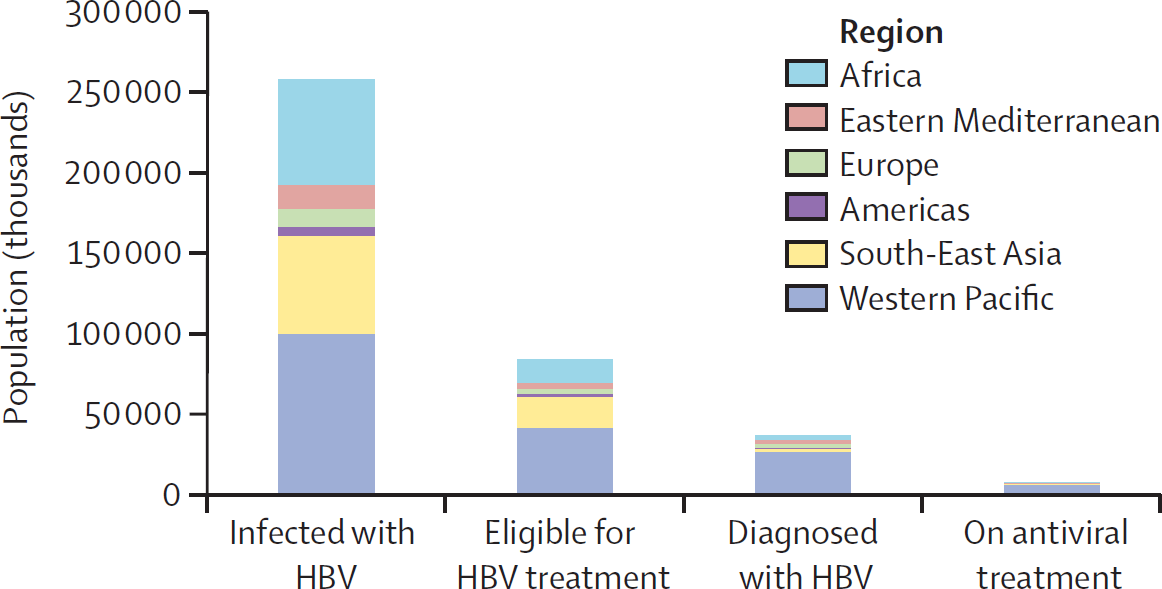 Population (thousands)
300 000
250 000
200 000
150 000
100 000
50 000
0
Infected with
HBV
Eligible for
HBV treatment
Diagnosed
with HBV
On antiviral
treatment
Region
Africa
Eastern Mediterranean
Europe
Americas
South-East Asia
Western Pacific